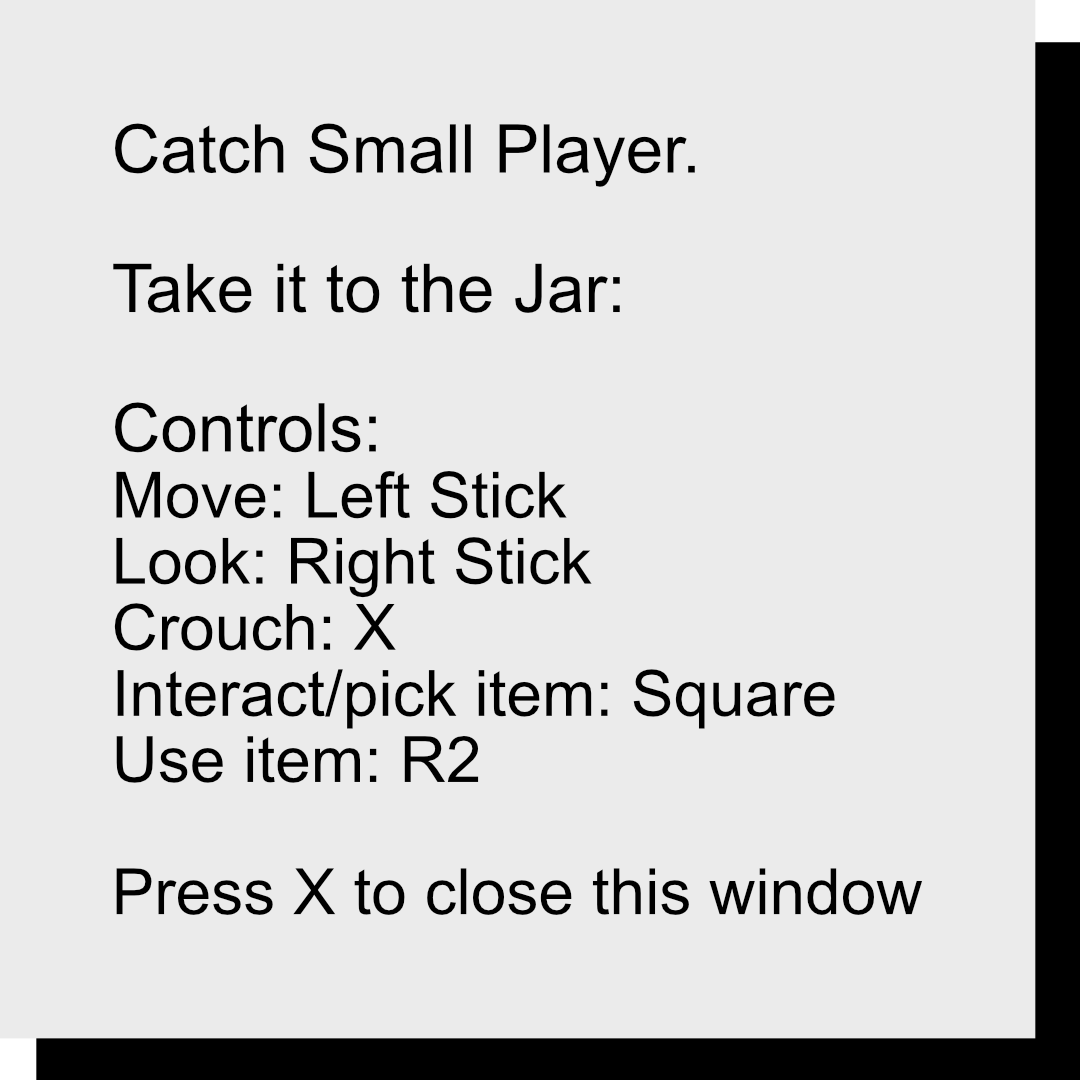 Catch Small Player.
Take it to the Jar:
Controls:
Move: Left Stick
Look: Right Stick
Crouch: X
Interact/pick item: Square
Use item: R2
Press X to close this window